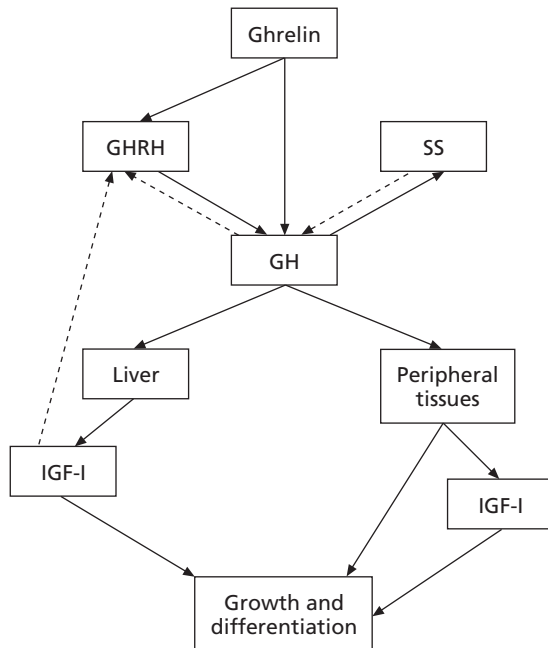 Ghrelin
GHRH
SS
GH
Liver
Peripheral
tissues
IGF-I
IGF-I
Growth and
differentiation